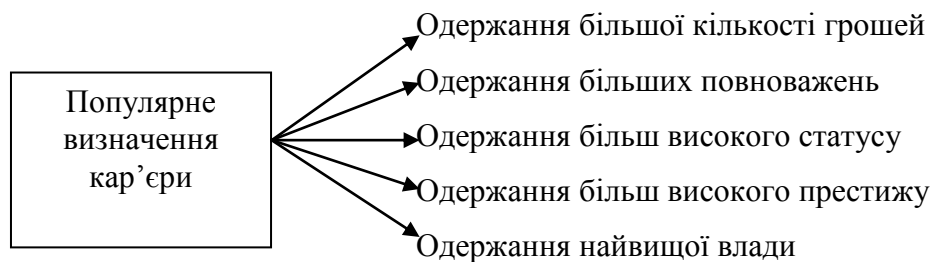 Популярне
визначення
кар’єри
Одержання більшої кількості грошей
Одержання більших повноважень
Одержання більш високого статусу
Одержання більш високого престижу
Одержання найвищої влади